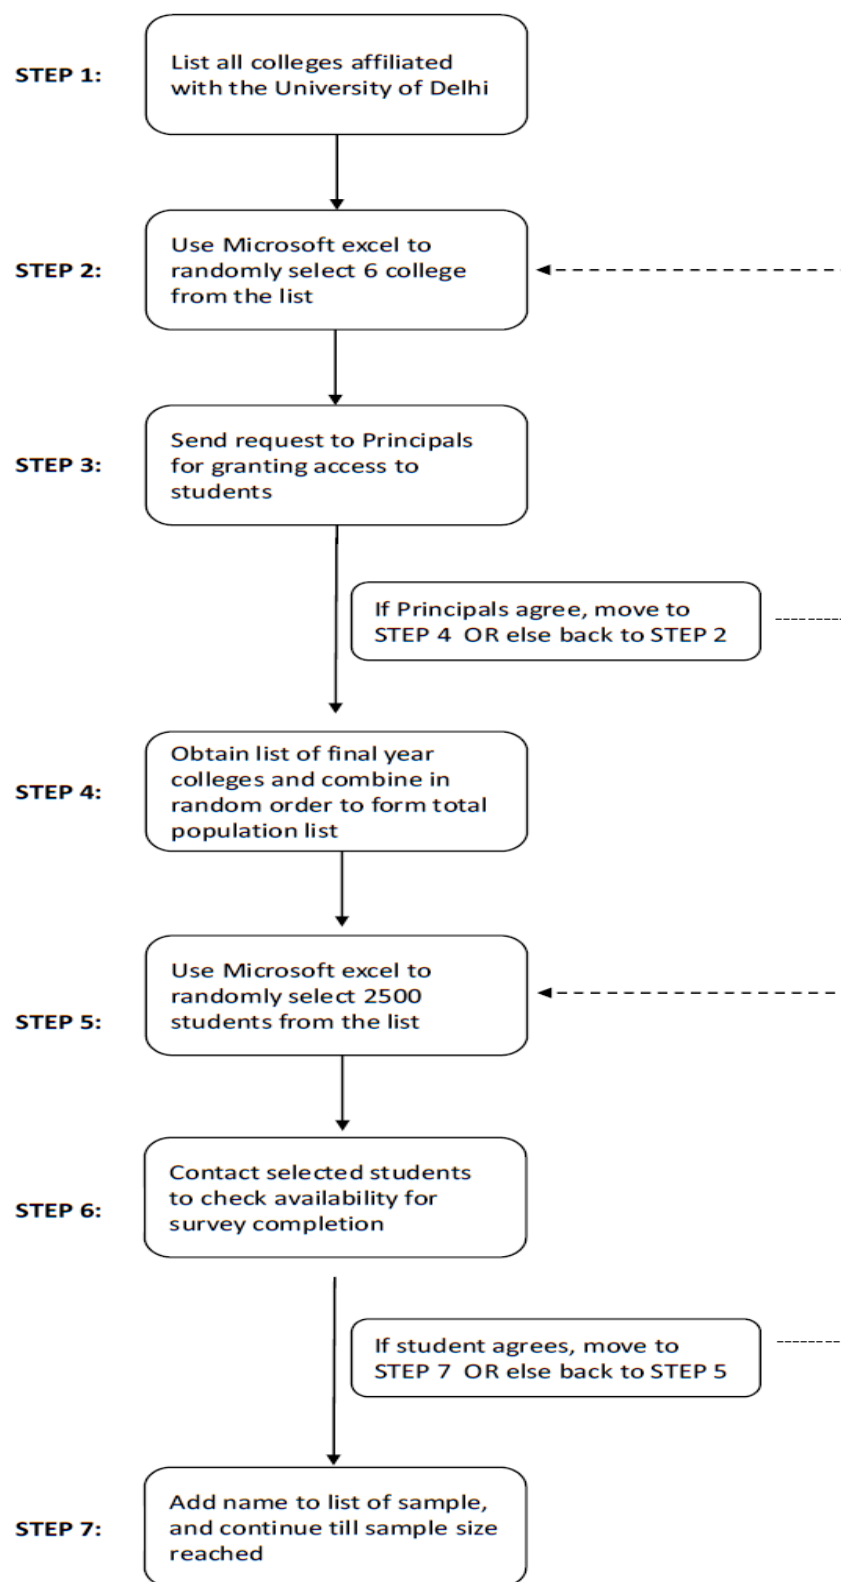 STEP 1:
List all colleges affiliated
with the University of Delhi
STEP 2:
Use Microsoft excel to
randomly select 6 college
from the list
STEP 3:
Send request to Principals
for granting access to
students
If Principals agree, move to
STEP 4 OR else back to STEP 2
STEP 4:
Obtain list of final year
colleges and combine in
random order to form total
population list
STEP 5:
Use Microsoft excel to
randomly select 2500
students from the list
STEP 6:
Contact selected students
to check availability for
survey completion
If student agrees, move to
STEP 7 OR else back to STEP 5
STEP 7:
Add name to list of sample,
and continue till sample size
reached